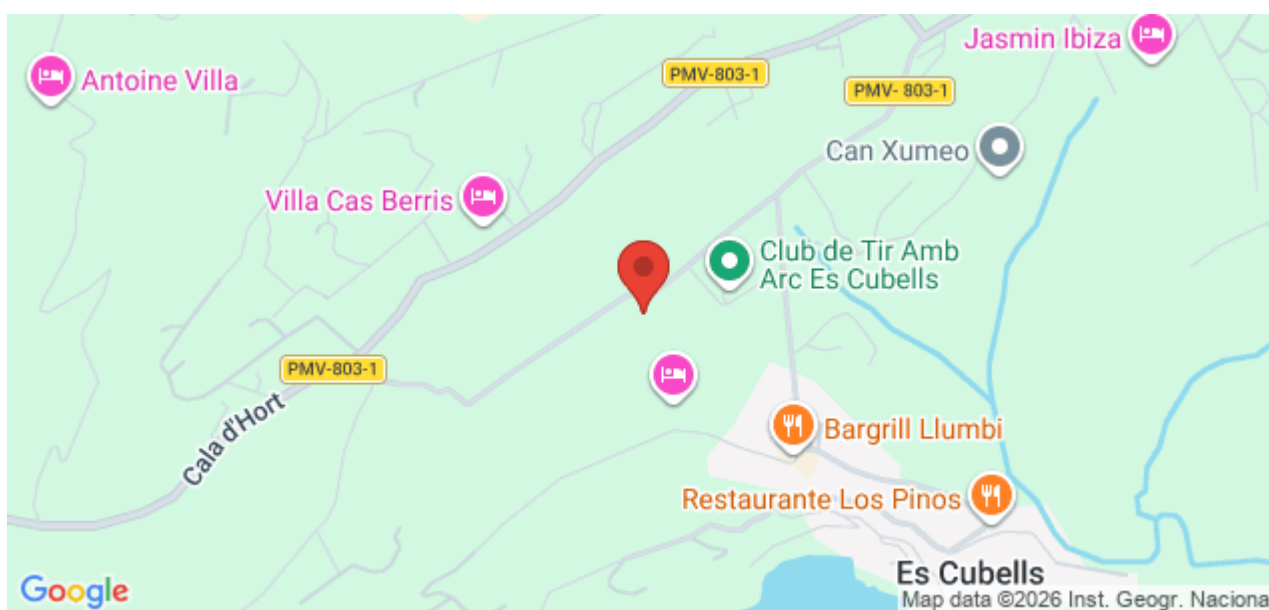 Jasmin Ibiza
Antoine Villa
PMV-803-1
PMV- 803-1
Can Xumeo
Villa Cas Berris
Club de Tir Amb
Arc Es Cubells
PMV-803-1
Cala d'Hort
Bargrill Llumbi
Restaurante Los Pinos
Es Cubells
Google
Map data ©2026 Inst. Geogr. Naciona